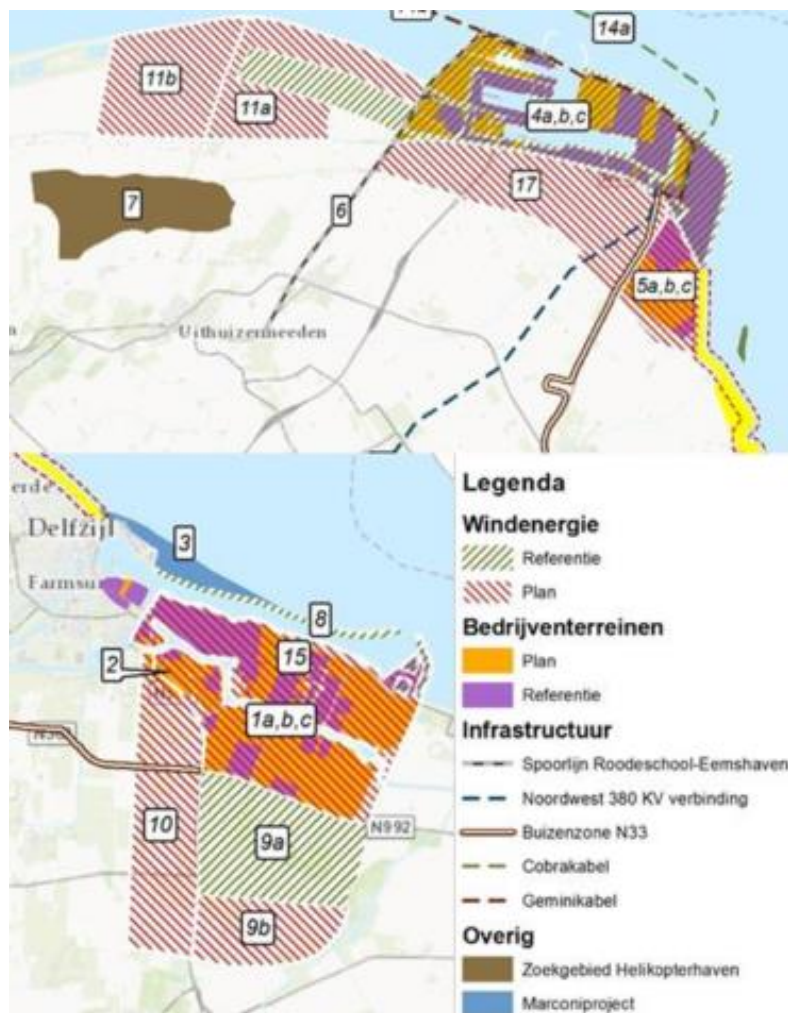 14a
11b
11a
4a,b,c
17
7
6
5a,b,c
Uithuizermeeden
erde
Delfzijl
3
Farmsu
8
2
15
1a,b,c
10
N992
9a
9b
Legenda
Windenergie
Referentie
Plan
Bedrijventerreinen
Plan
Referentie
Infrastructuur
Spoorlijn Roodeschool-Eemshaven
Noordwest 380 KV verbinding
Buizenzone N33
Cobrakabel
Geminikabel
Overig
Zoekgebied Helikopterhaven
Marconiproject